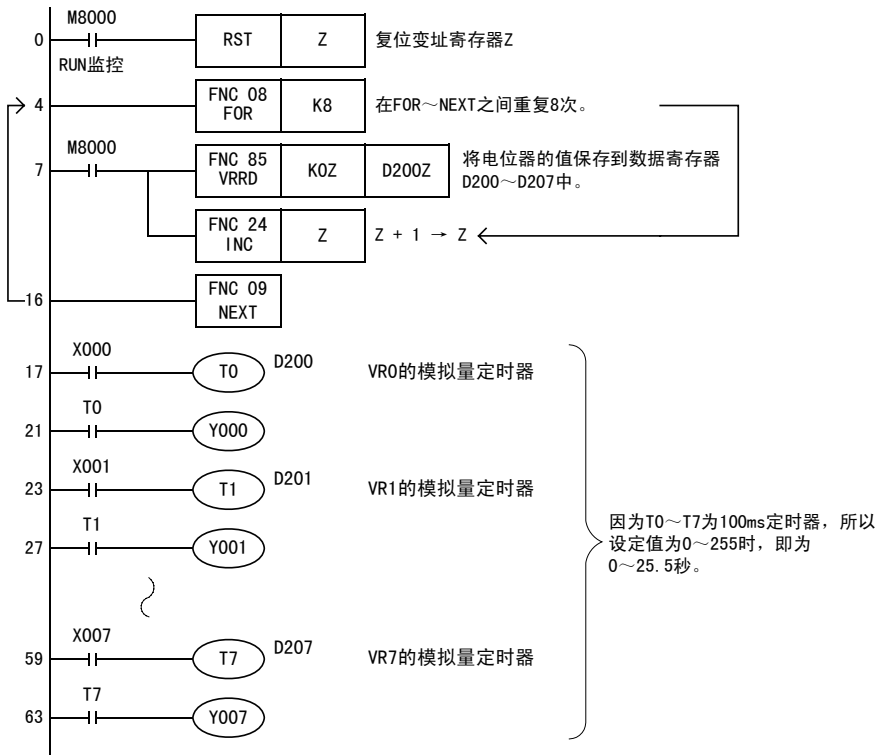 M8000
0 RST Z 复位变址寄存器Z
RUN监控
4 FNC 08 FOR K8 在FOR～NEXT之间重复8次。
M8000
7 FNC 85 VRRD K0Z D200Z 将电位器的值保存到数据寄存器
D200～D207中。
FNC 24 INC Z Z + 1 → Z
16 FNC 09 NEXT
X000
17 T0 D200 VR0的模拟量定时器
T0
21 Y000
X001
23 T1 D201 VR1的模拟量定时器
T1
27 Y001
因为T0～T7为100ms定时器，所以
设定值为0～255时，即为
0～25.5秒。
X007
59 T7 D207 VR7的模拟量定时器
T7
63 Y007